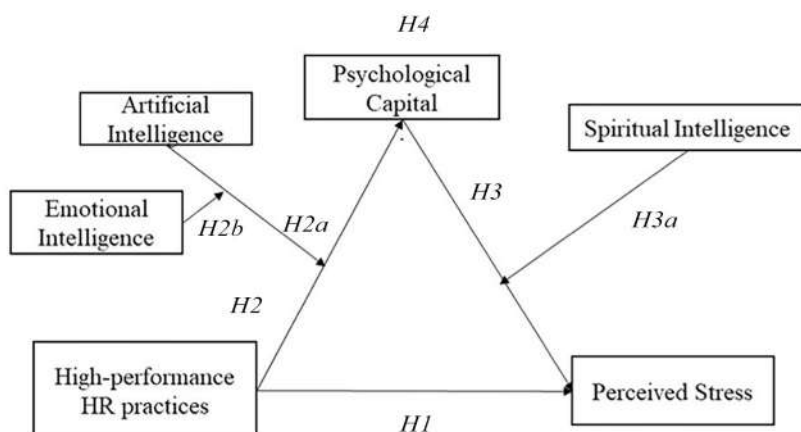 H4
Psychological
Capital
Artificial
Intelligence
Spiritual Intelligence
Emotional
Intelligence
H2b
H2a
H3
H3a
H2
High-performance
HR practices
Perceived Stress
H1